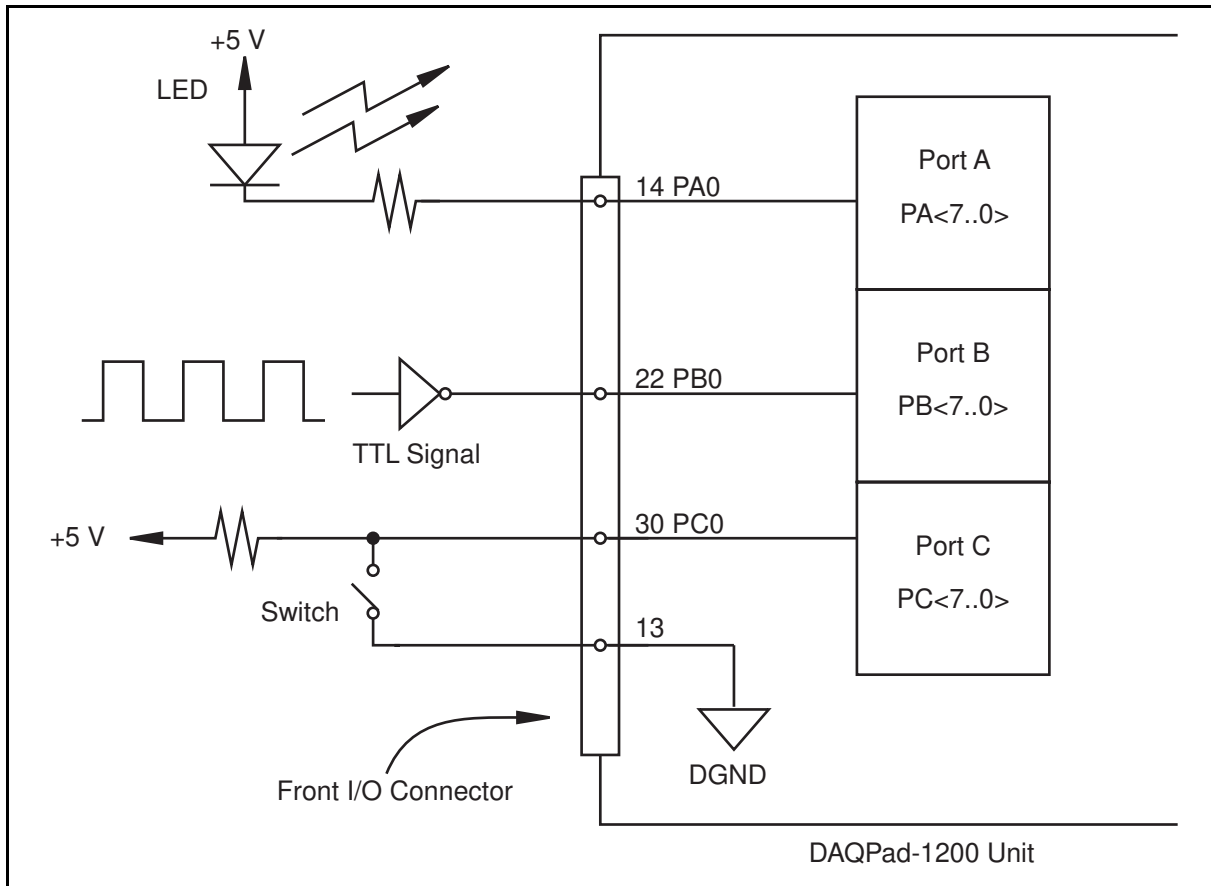 +5 V
LED
14 PA0
Port A
PA<7..0>
22 PB0
Port B
PB<7..0>
TTL Signal
+5 V
30 PC0
Port C
PC<7..0>
Switch
13
DGND
Front I/O Connector
DAQPad-1200 Unit